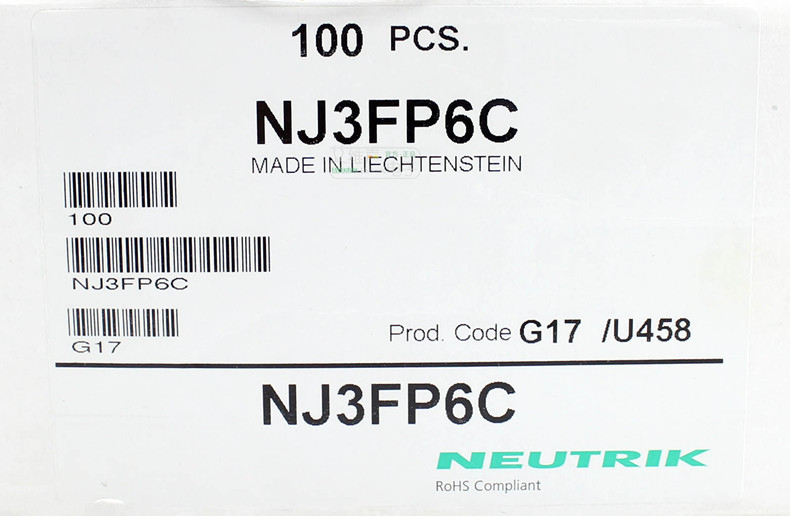 100 PCS.
NJ3FP6C
MADE IN LIECHTENSTEIN
100
NJ3FP6C
G17
Prod. Code G17 /U458
NJ3FP6C
NEUTRIK
RoHS Compliant